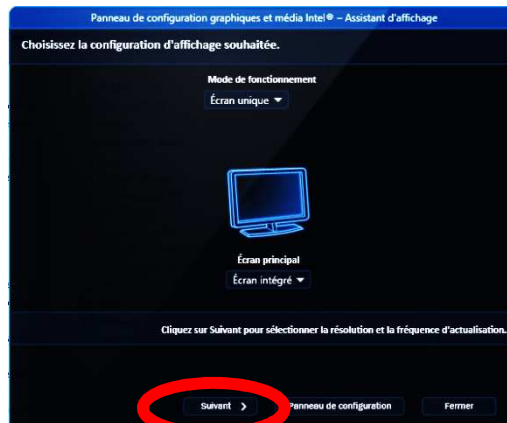 Panneau de configuration graphiques et média Intel® – Assistant d'affichage
Choisissez la configuration d'affichage souhaitée.
Mode de fonctionnement
Écran unique
Écran principal
Écran intégré
Cliquez sur Suivant pour sélectionner la résolution et la fréquence d'actualisation.
Suivant > Panneau de configuration Fermer